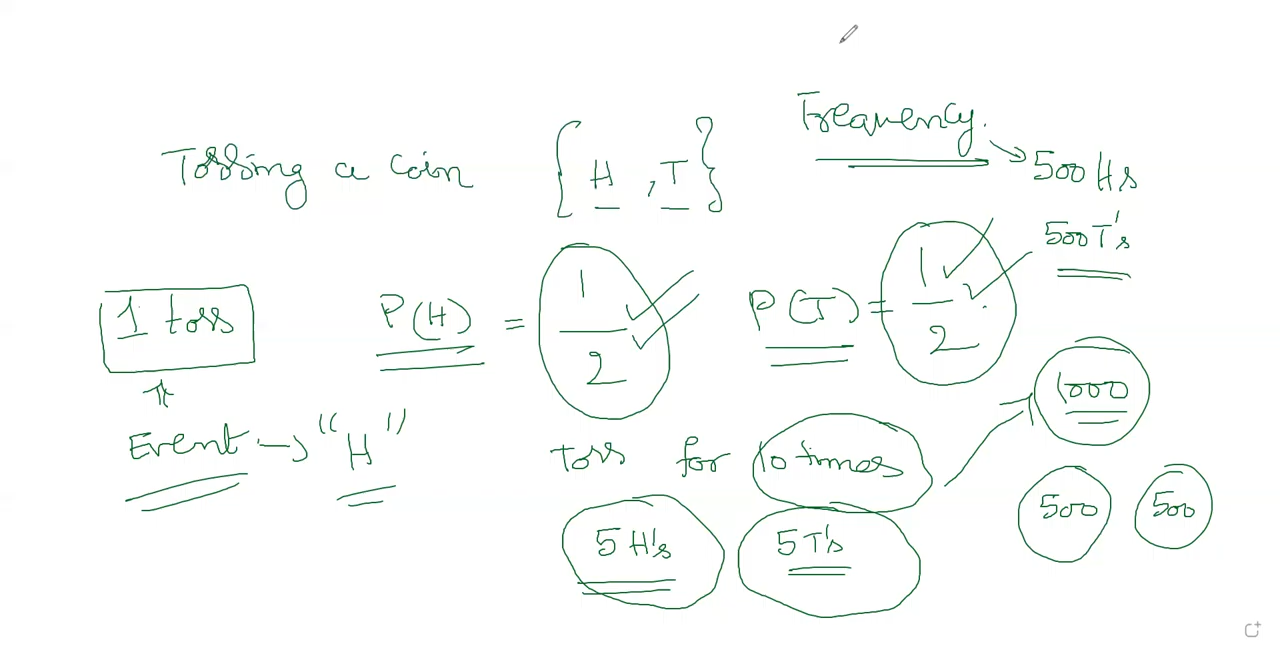 Frequency.
Tossing a coin { H , T }
500 Hs
500 T's
1 toss
P(H) = 1/2
P(T) = 1/2
1000
Event → "H"
toss for 10 times
500 500
5 H's 5 T's